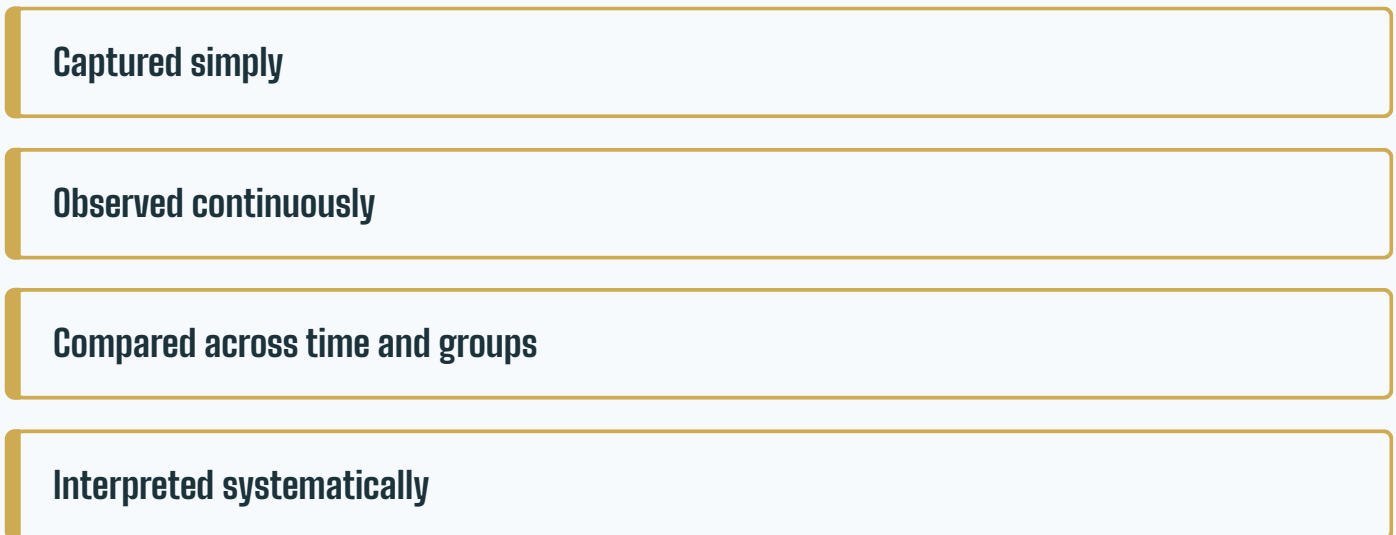 Captured simply
Observed continuously
Compared across time and groups
Interpreted systematically